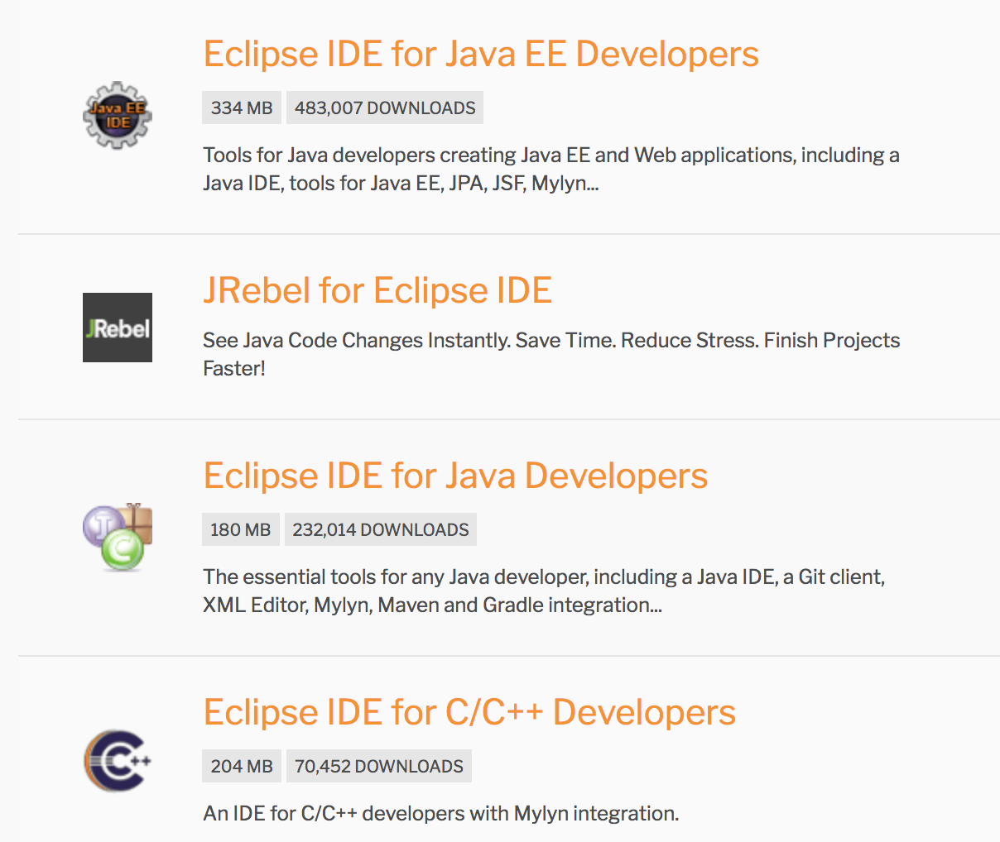 Eclipse IDE for Java EE Developers
Java EE
IDE
334 MB 483,007 DOWNLOADS
Tools for Java developers creating Java EE and Web applications, including a
Java IDE, tools for Java EE, JPA, JSF, Mylyn...
JRebel for Eclipse IDE
JRebel
See Java Code Changes Instantly. Save Time. Reduce Stress. Finish Projects
Faster!
Eclipse IDE for Java Developers
J
C
180 MB 232,014 DOWNLOADS
The essential tools for any Java developer, including a Java IDE, a Git client,
XML Editor, Mylyn, Maven and Gradle integration...
Eclipse IDE for C/C++ Developers
C++
204 MB 70,452 DOWNLOADS
An IDE for C/C++ developers with Mylyn integration.